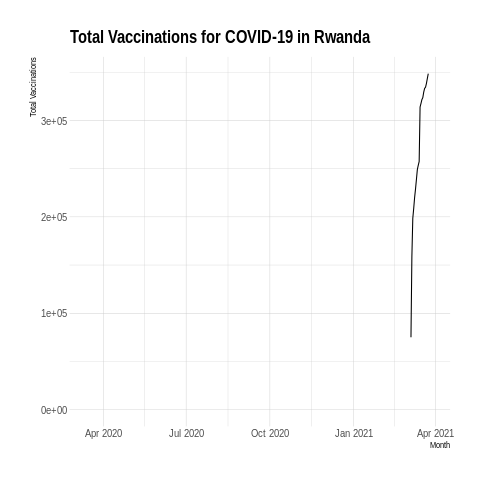 Total Vaccinations for COVID-19 in Rwanda
Total Vaccinations
3e+05
2e+05
1e+05
0e+00
Apr 2020 Jul 2020 Oct 2020 Jan 2021 Apr 2021
Month